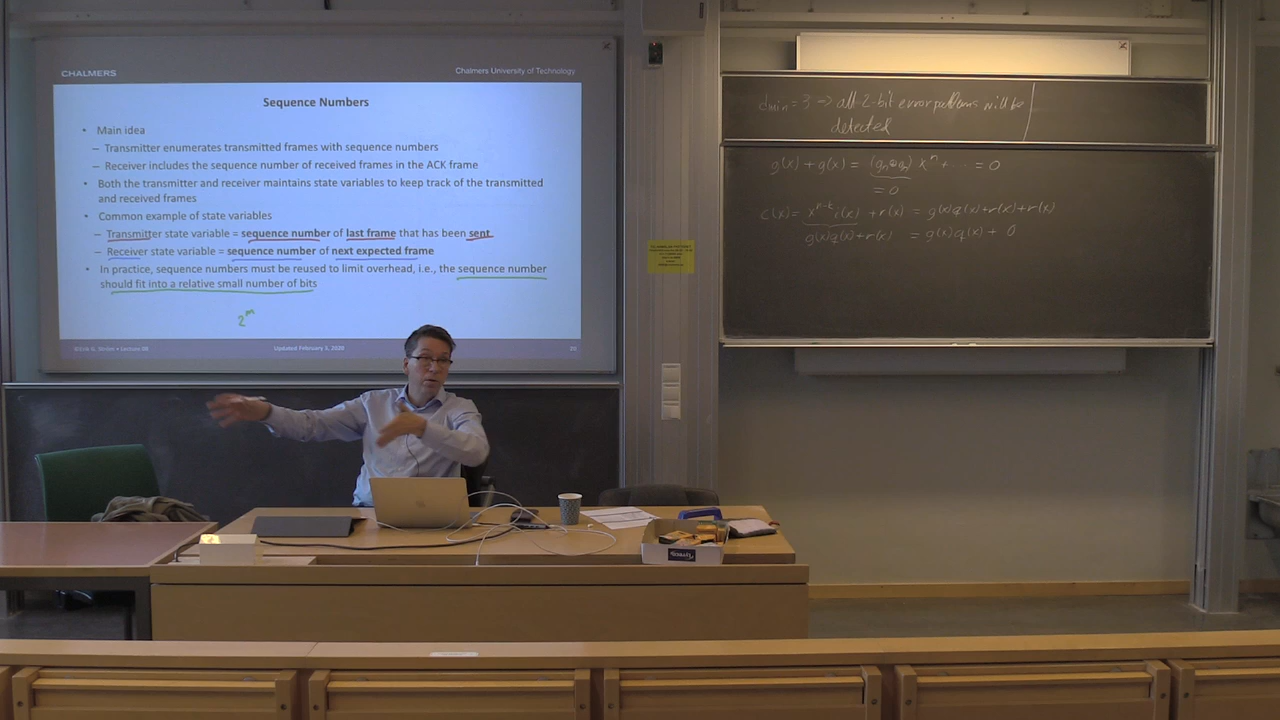 CHALMERS
Chalmers University of Technology
Sequence Numbers
• Main idea
– Transmitter enumerates transmitted frames with sequence numbers
– Receiver includes the sequence number of received frames in the ACK frame
• Both the transmitter and receiver maintains state variables to keep track of the transmitted
and received frames
• Common example of state variables
– Transmitter state variable = sequence number of last frame that has been sent
– Receiver state variable = sequence number of next expected frame
• In practice, sequence numbers must be reused to limit overhead, i.e., the sequence number
should fit into a relative small number of bits
2^m
Updated February 3, 2020
dmin = 3 → all 2-bit error patterns will be
detected
g(x) + g(x) = (gn ⊕ gn) x^n + .... = 0
= 0
c(x) = x^n-k i(x) + r(x) = g(x)q(x)+r(x)+r(x)
g(x)q(x)+r(x) = g(x)q(x) + 0